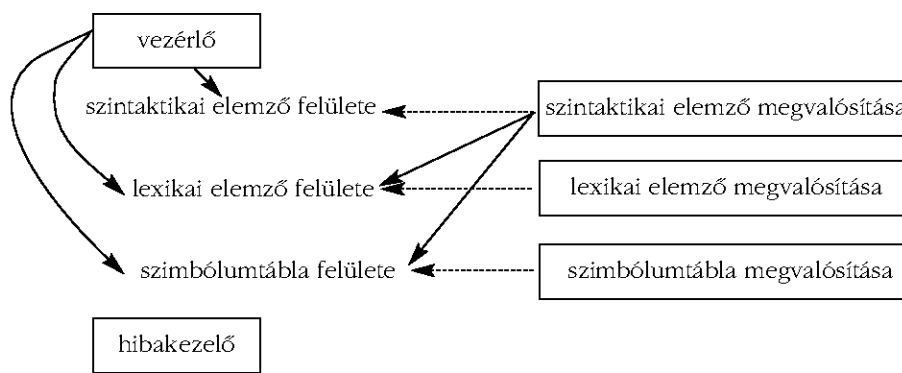 vezérlő
szintaktikai elemző felülete
szintaktikai elemző megvalósítása
lexikai elemző felülete
lexikai elemző megvalósítása
szimbólumtábla felülete
szimbólumtábla megvalósítása
hibakezelő